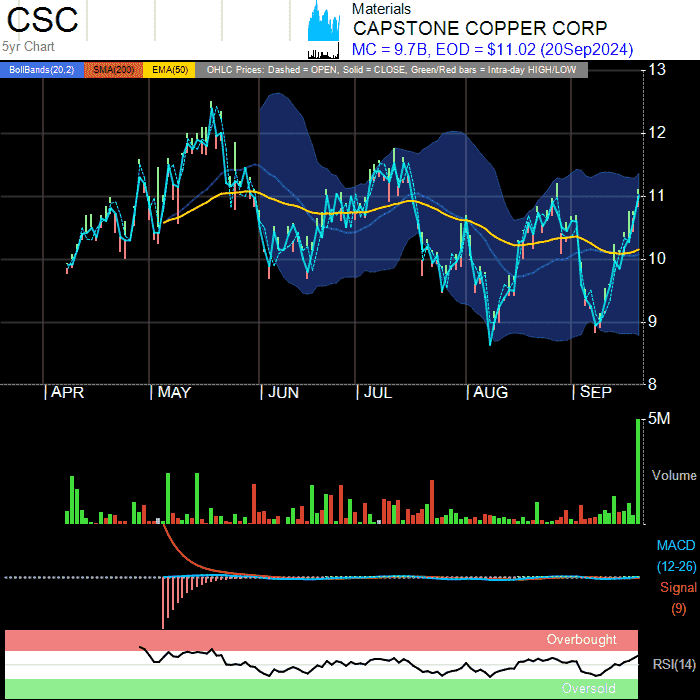 CSC
5yr Chart
Materials
CAPSTONE COPPER CORP
MC = 9.7B, EOD = $11.02 (20Sep2024)
BollBands(20,2) SMA(200) EMA(50) OHLC Prices: Dashed = OPEN, Solid = CLOSE, Green/Red bars = Intra-day HIGH/LOW
13
12
11
10
9
8
APR MAY JUN JUL AUG SEP
5M
Volume
MACD
(12-26)
Signal
(9)
Overbought
RSI(14)
Oversold